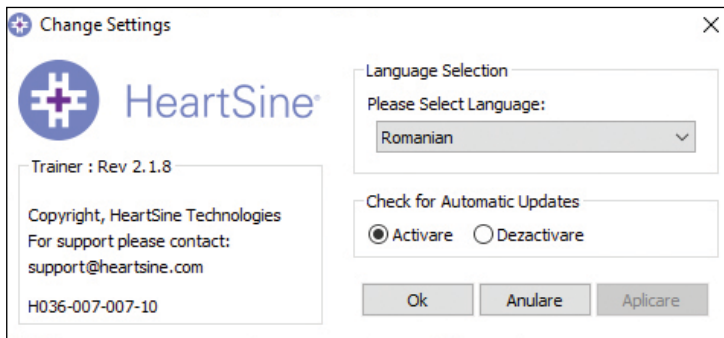 Change Settings
HeartSine®
Trainer : Rev 2.1.8
Copyright, HeartSine Technologies
For support please contact:
support@heartsine.com
H036-007-007-10
Language Selection
Please Select Language:
Romanian
Check for Automatic Updates
Activare Dezactivare
Ok Anulare Aplicare